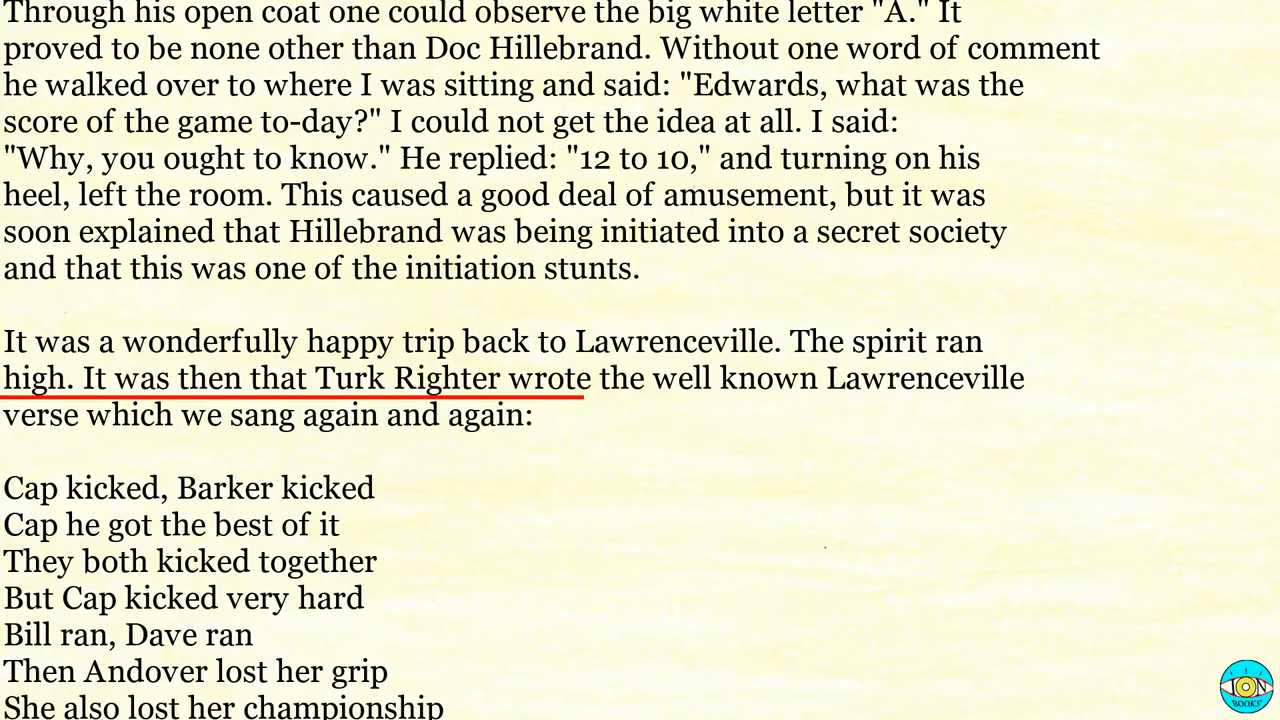 Through his open coat one could observe the big white letter "A." It
proved to be none other than Doc Hillebrand. Without one word of comment
he walked over to where I was sitting and said: "Edwards, what was the
score of the game to-day?" I could not get the idea at all. I said:
"Why, you ought to know." He replied: "12 to 10," and turning on his
heel, left the room. This caused a good deal of amusement, but it was
soon explained that Hillebrand was being initiated into a secret society
and that this was one of the initiation stunts.
It was a wonderfully happy trip back to Lawrenceville. The spirit ran
high. It was then that Turk Righter wrote the well known Lawrenceville
verse which we sang again and again:
Cap kicked, Barker kicked
Cap he got the best of it
They both kicked together
But Cap kicked very hard
Bill ran, Dave ran
Then Andover lost her grip
She also lost her championship
ION
BOOKS